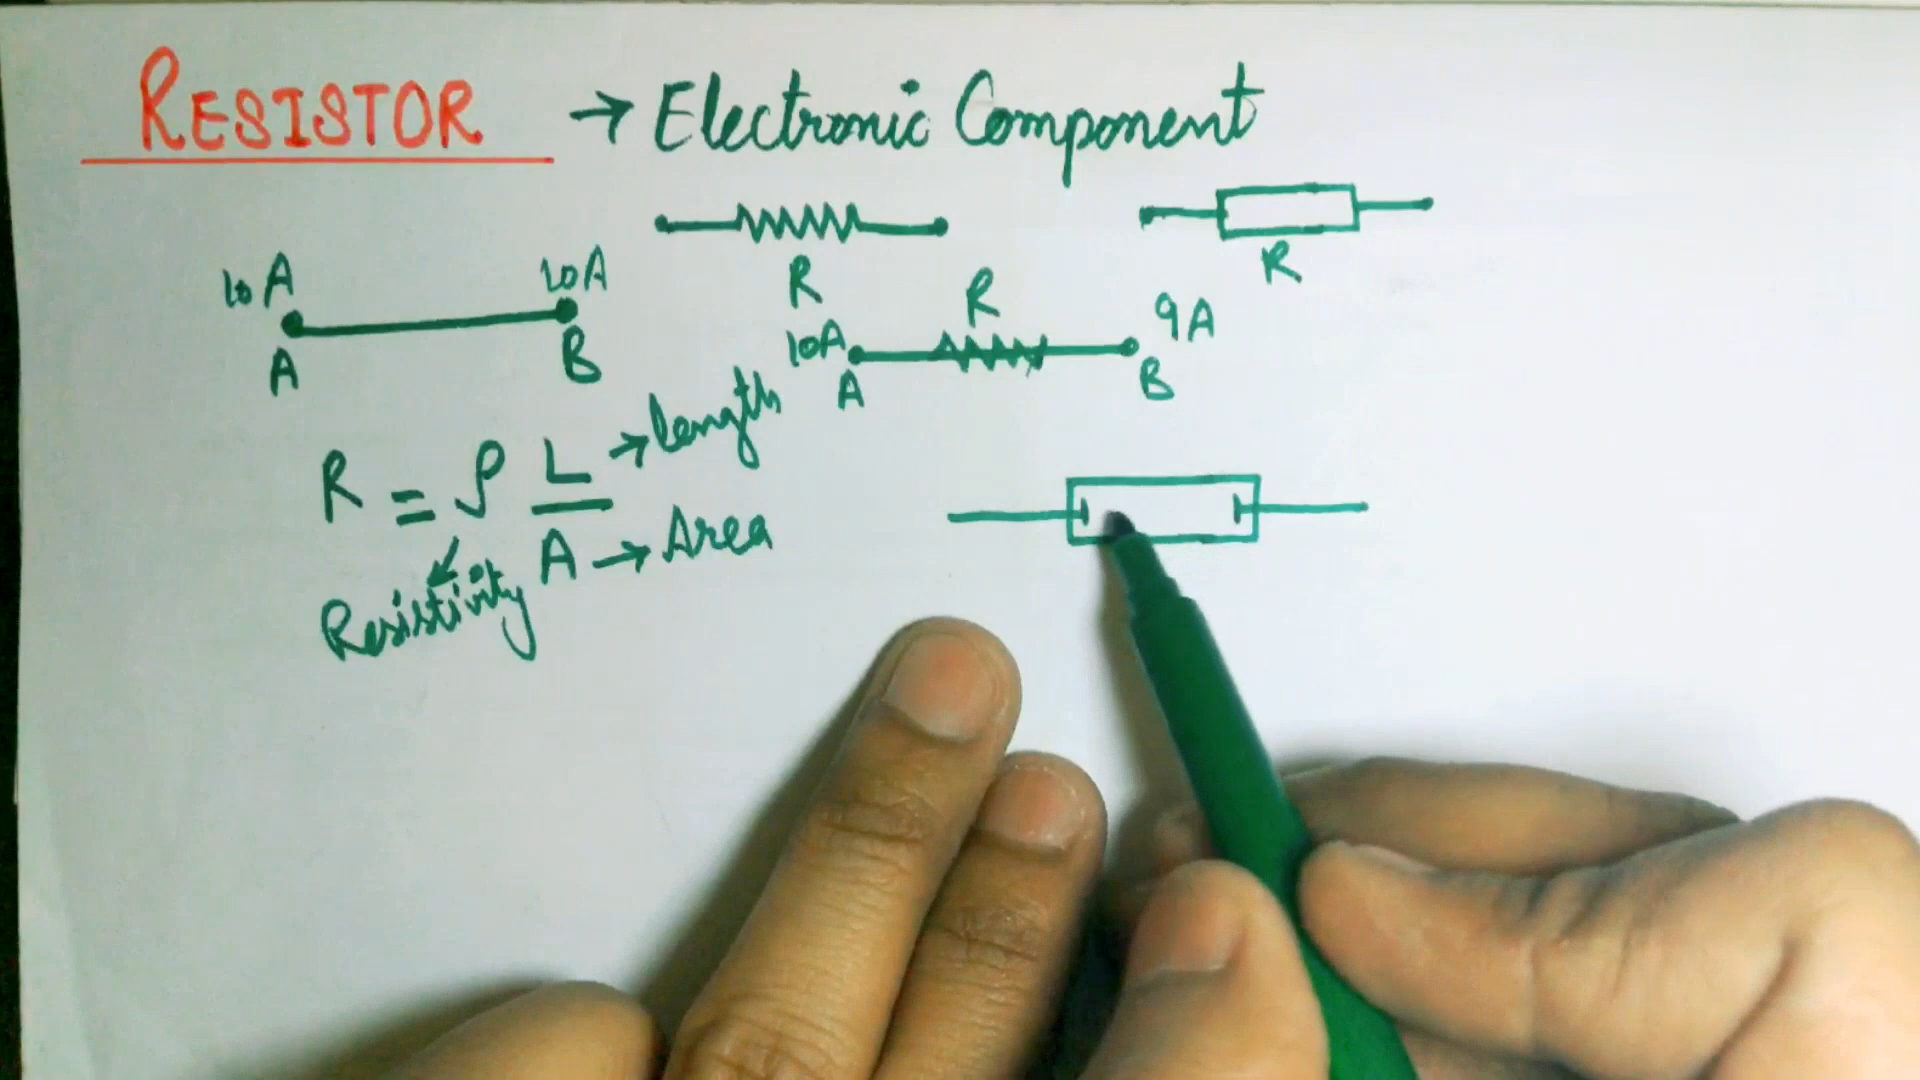 RESISTOR → Electronic Component
R
R
10A
10A
A
B
R
10A
9A
A
B
R = ρ L/A
→ length
→ Area
Resistivity